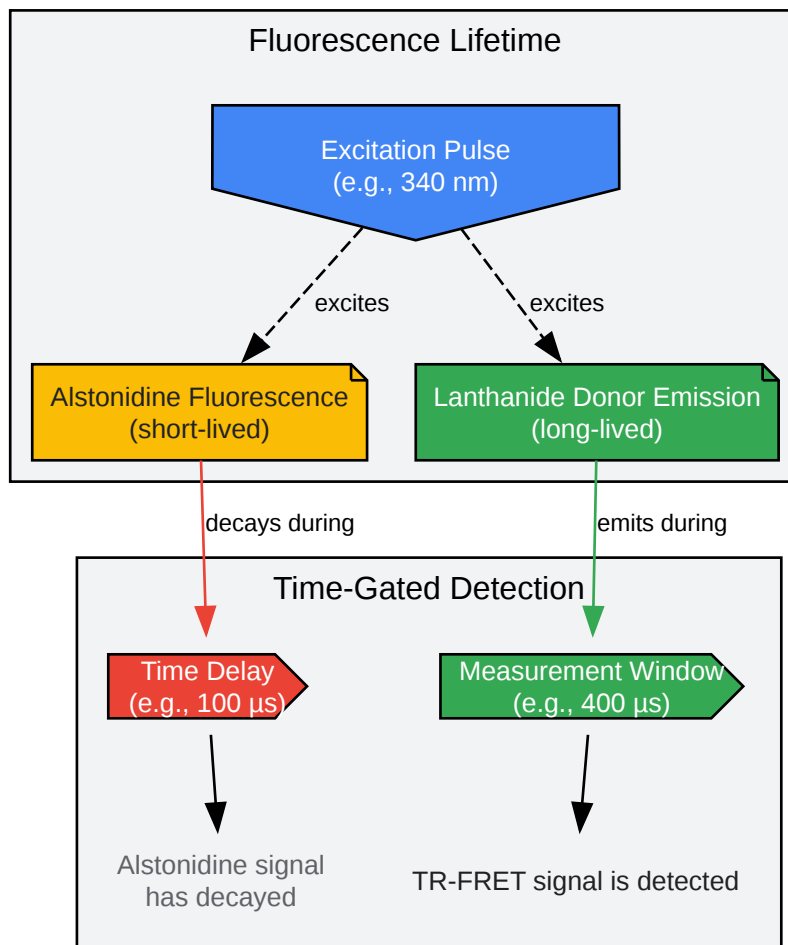 Fluorescence Lifetime
Excitation Pulse
(e.g., 340 nm)
excites
excites
Alstonidine Fluorescence
(short-lived)
Lanthanide Donor Emission
(long-lived)
decays during
emits during
Time-Gated Detection
Time Delay
(e.g., 100 µs)
Measurement Window
(e.g., 400 µs)
Alstonidine signal
has decayed
TR-FRET signal is detected